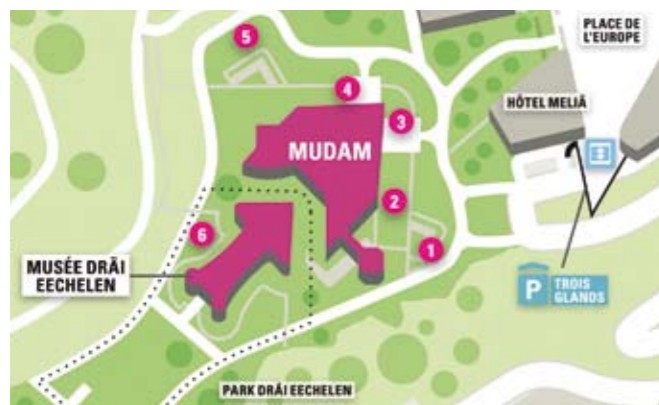 PLACE DE
L'EUROPE
5
4
HÔTEL MELIÃ
3
MUDAM
2
6
1
MUSÉE DRÄI
EECHELEN
P
TROIS
GLANDS
PARK DRÄI EECHELEN